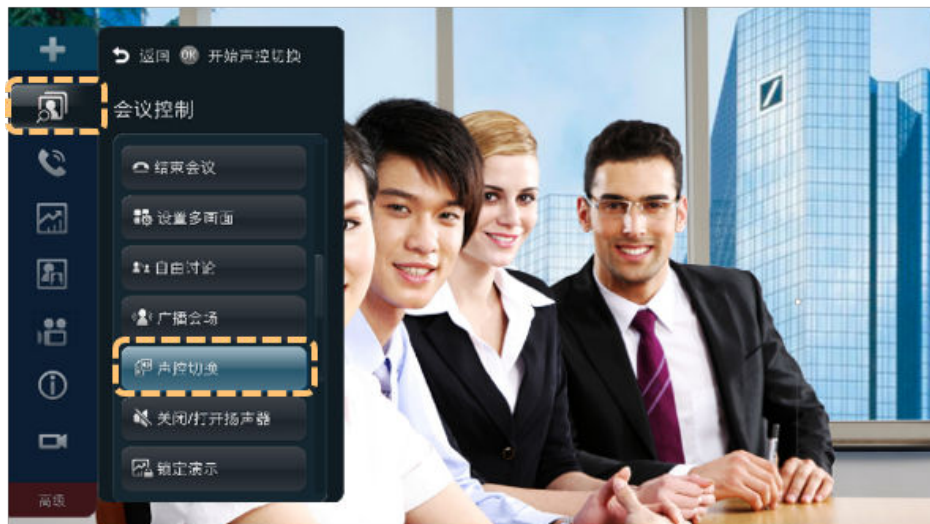 返回 OK 开始声控切换
会议控制
结束会议
设置多画面
自由讨论
广播会场
声控切换
关闭/打开扬声器
锁定演示
高级